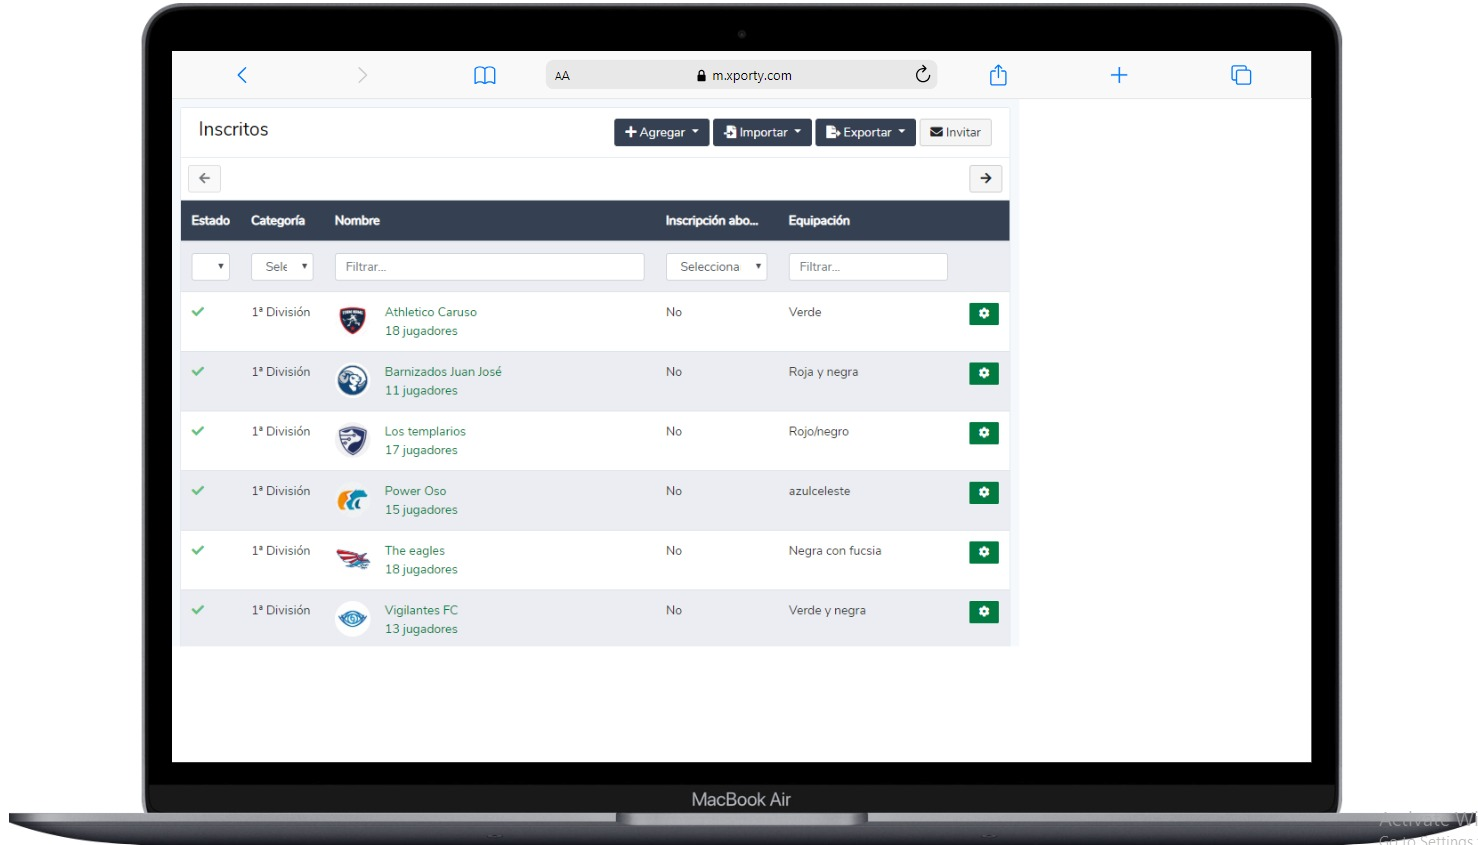 AA m.xporty.com
Inscritos Agregar Importar Exportar Invitar
Estado Categoría Nombre Inscripción abo... Equipación
Sele Filtrar... Selecciona Filtrar...
1ª División Athletico Caruso No Verde
18 jugadores
1ª División Barnizados Juan José No Roja y negra
11 jugadores
1ª División Los templarios No Rojo/negro
17 jugadores
1ª División Power Oso No azulceleste
15 jugadores
1ª División The eagles No Negra con fucsia
18 jugadores
1ª División Vigilantes FC No Verde y negra
13 jugadores
MacBook Air
Activate Wi
Go to Settings